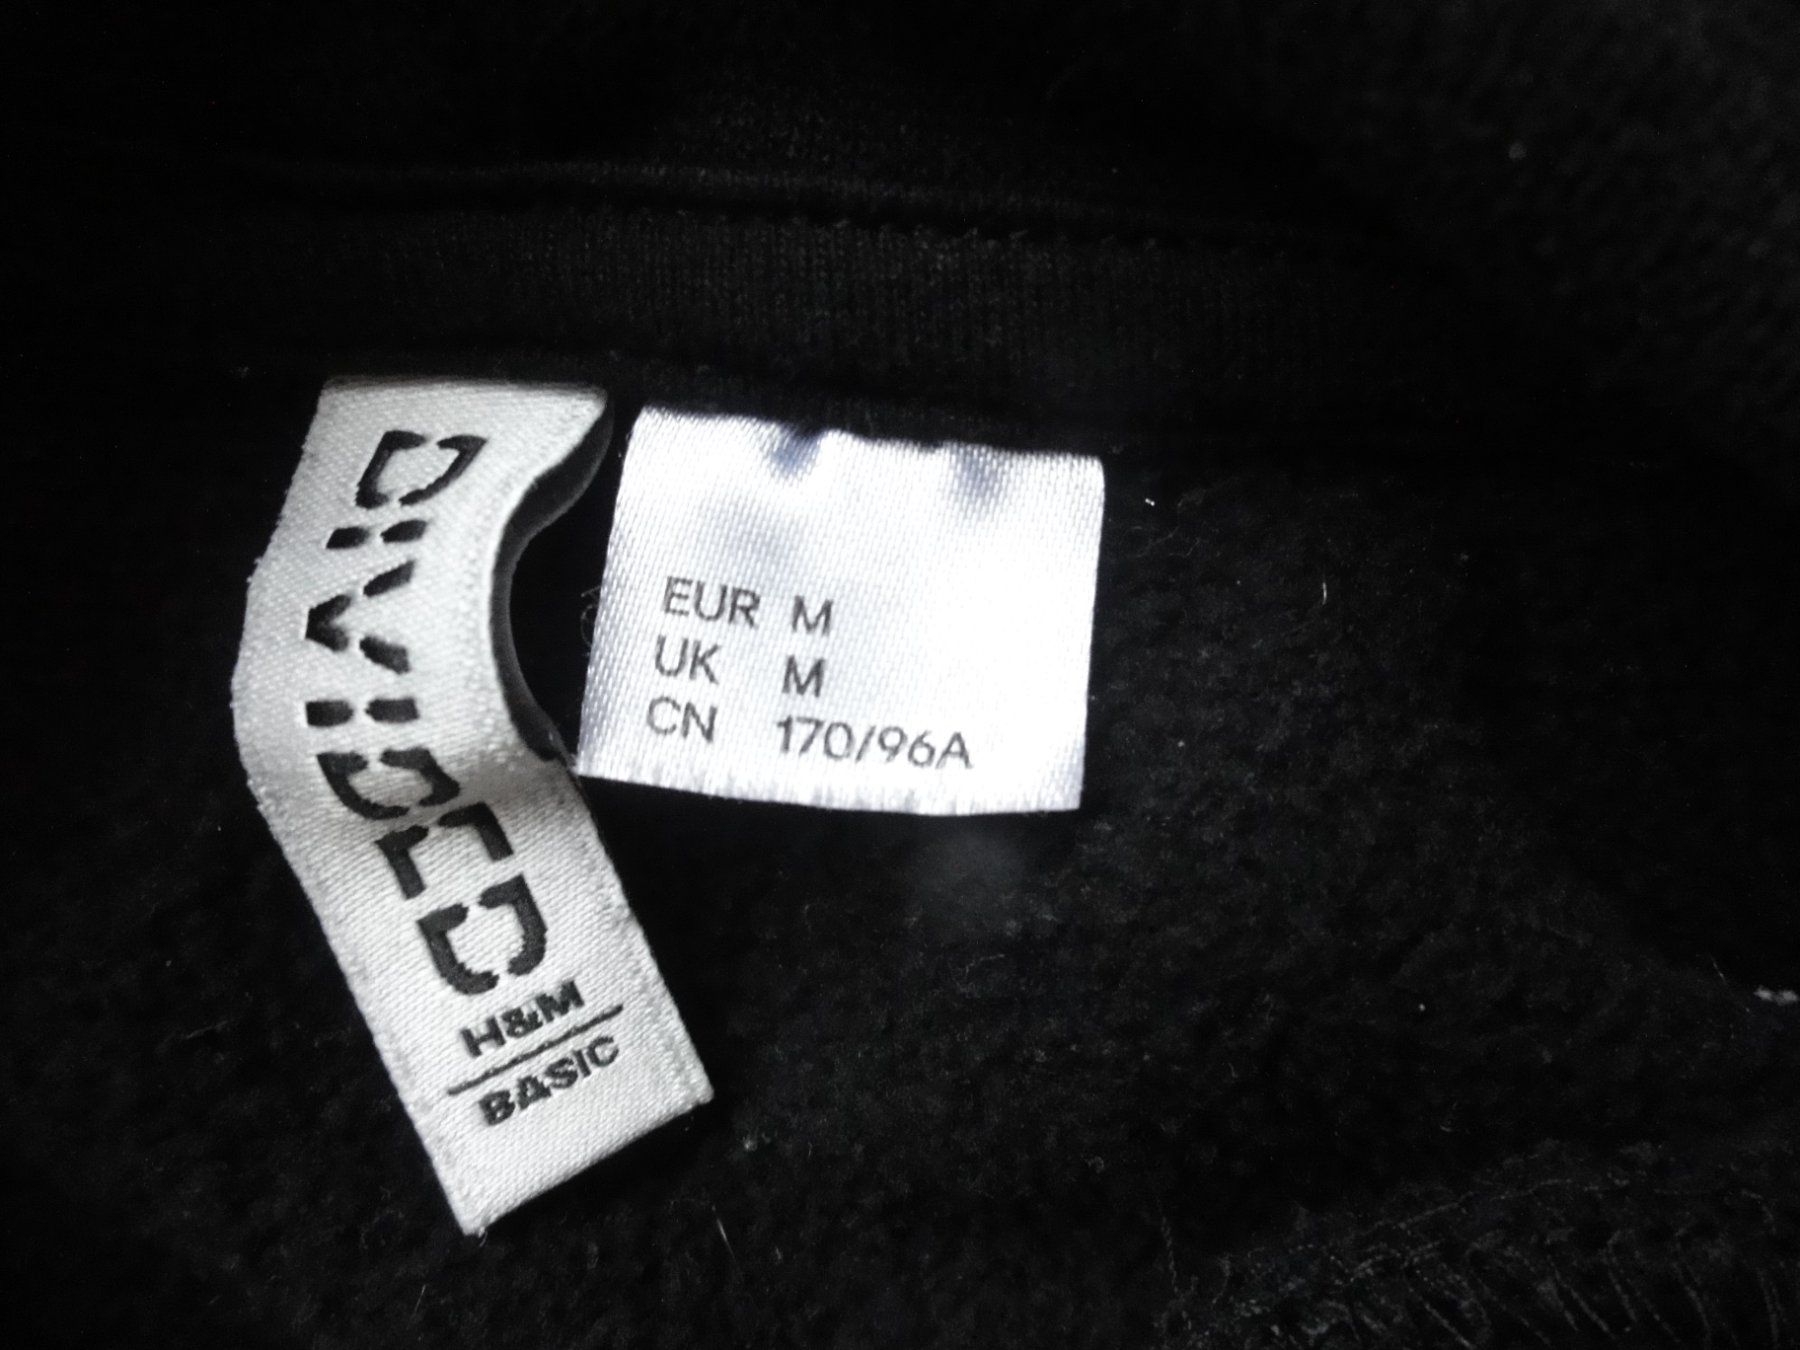 DIVIDED
H&M
BASIC
EUR M
UK M
CN 170/96A